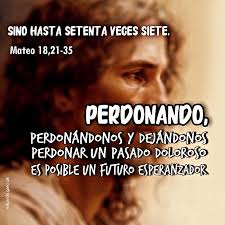 SINO HASTA SETENTA VECES SIETE.
Mateo 18,21-35
PERDONANDO,
PERDONÁNDONOS Y DEJÁNDONOS
PERDONAR UN PASADO DOLOROSO
ES POSIBLE UN FUTURO ESPERANZADOR